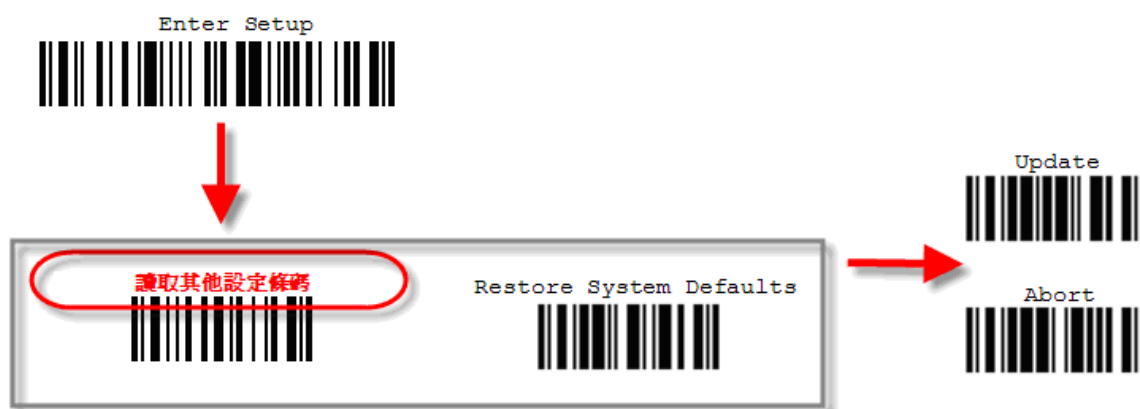 Enter Setup
Update
讀取其他設定條碼
Restore System Defaults
Abort